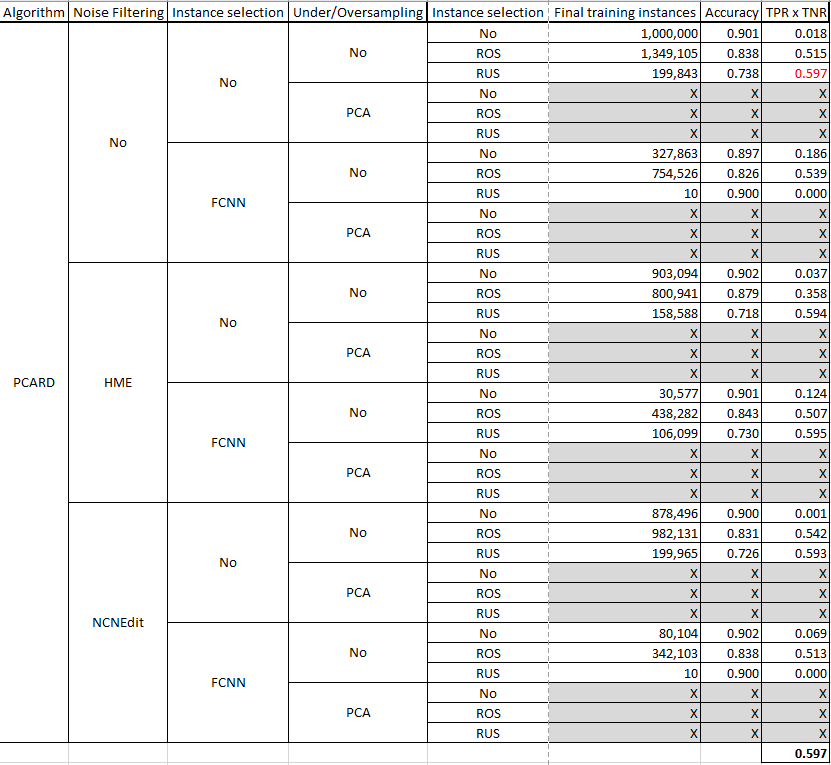 Algorithm Noise Filtering Instance selection Under/Oversampling Instance selection Final training instances Accuracy TPR x TNR
PCARD No No No No 1,000,000 0.901 0.018
ROS 1,349,105 0.838 0.515
RUS 199,843 0.738 0.597
PCA No X X X
ROS X X X
RUS X X X
FCNN No No 327,863 0.897 0.186
ROS 754,526 0.826 0.539
RUS 10 0.900 0.000
PCA No X X X
ROS X X X
RUS X X X
HME No No No 903,094 0.902 0.037
ROS 800,941 0.879 0.358
RUS 158,588 0.718 0.594
PCA No X X X
ROS X X X
RUS X X X
FCNN No No 30,577 0.901 0.124
ROS 438,282 0.843 0.507
RUS 106,099 0.730 0.595
PCA No X X X
ROS X X X
RUS X X X
NCNEdit No No No 878,496 0.900 0.001
ROS 982,131 0.831 0.542
RUS 199,965 0.726 0.593
PCA No X X X
ROS X X X
RUS X X X
FCNN No No 80,104 0.902 0.069
ROS 342,103 0.838 0.513
RUS 10 0.900 0.000
PCA No X X X
ROS X X X
RUS X X X
0.597